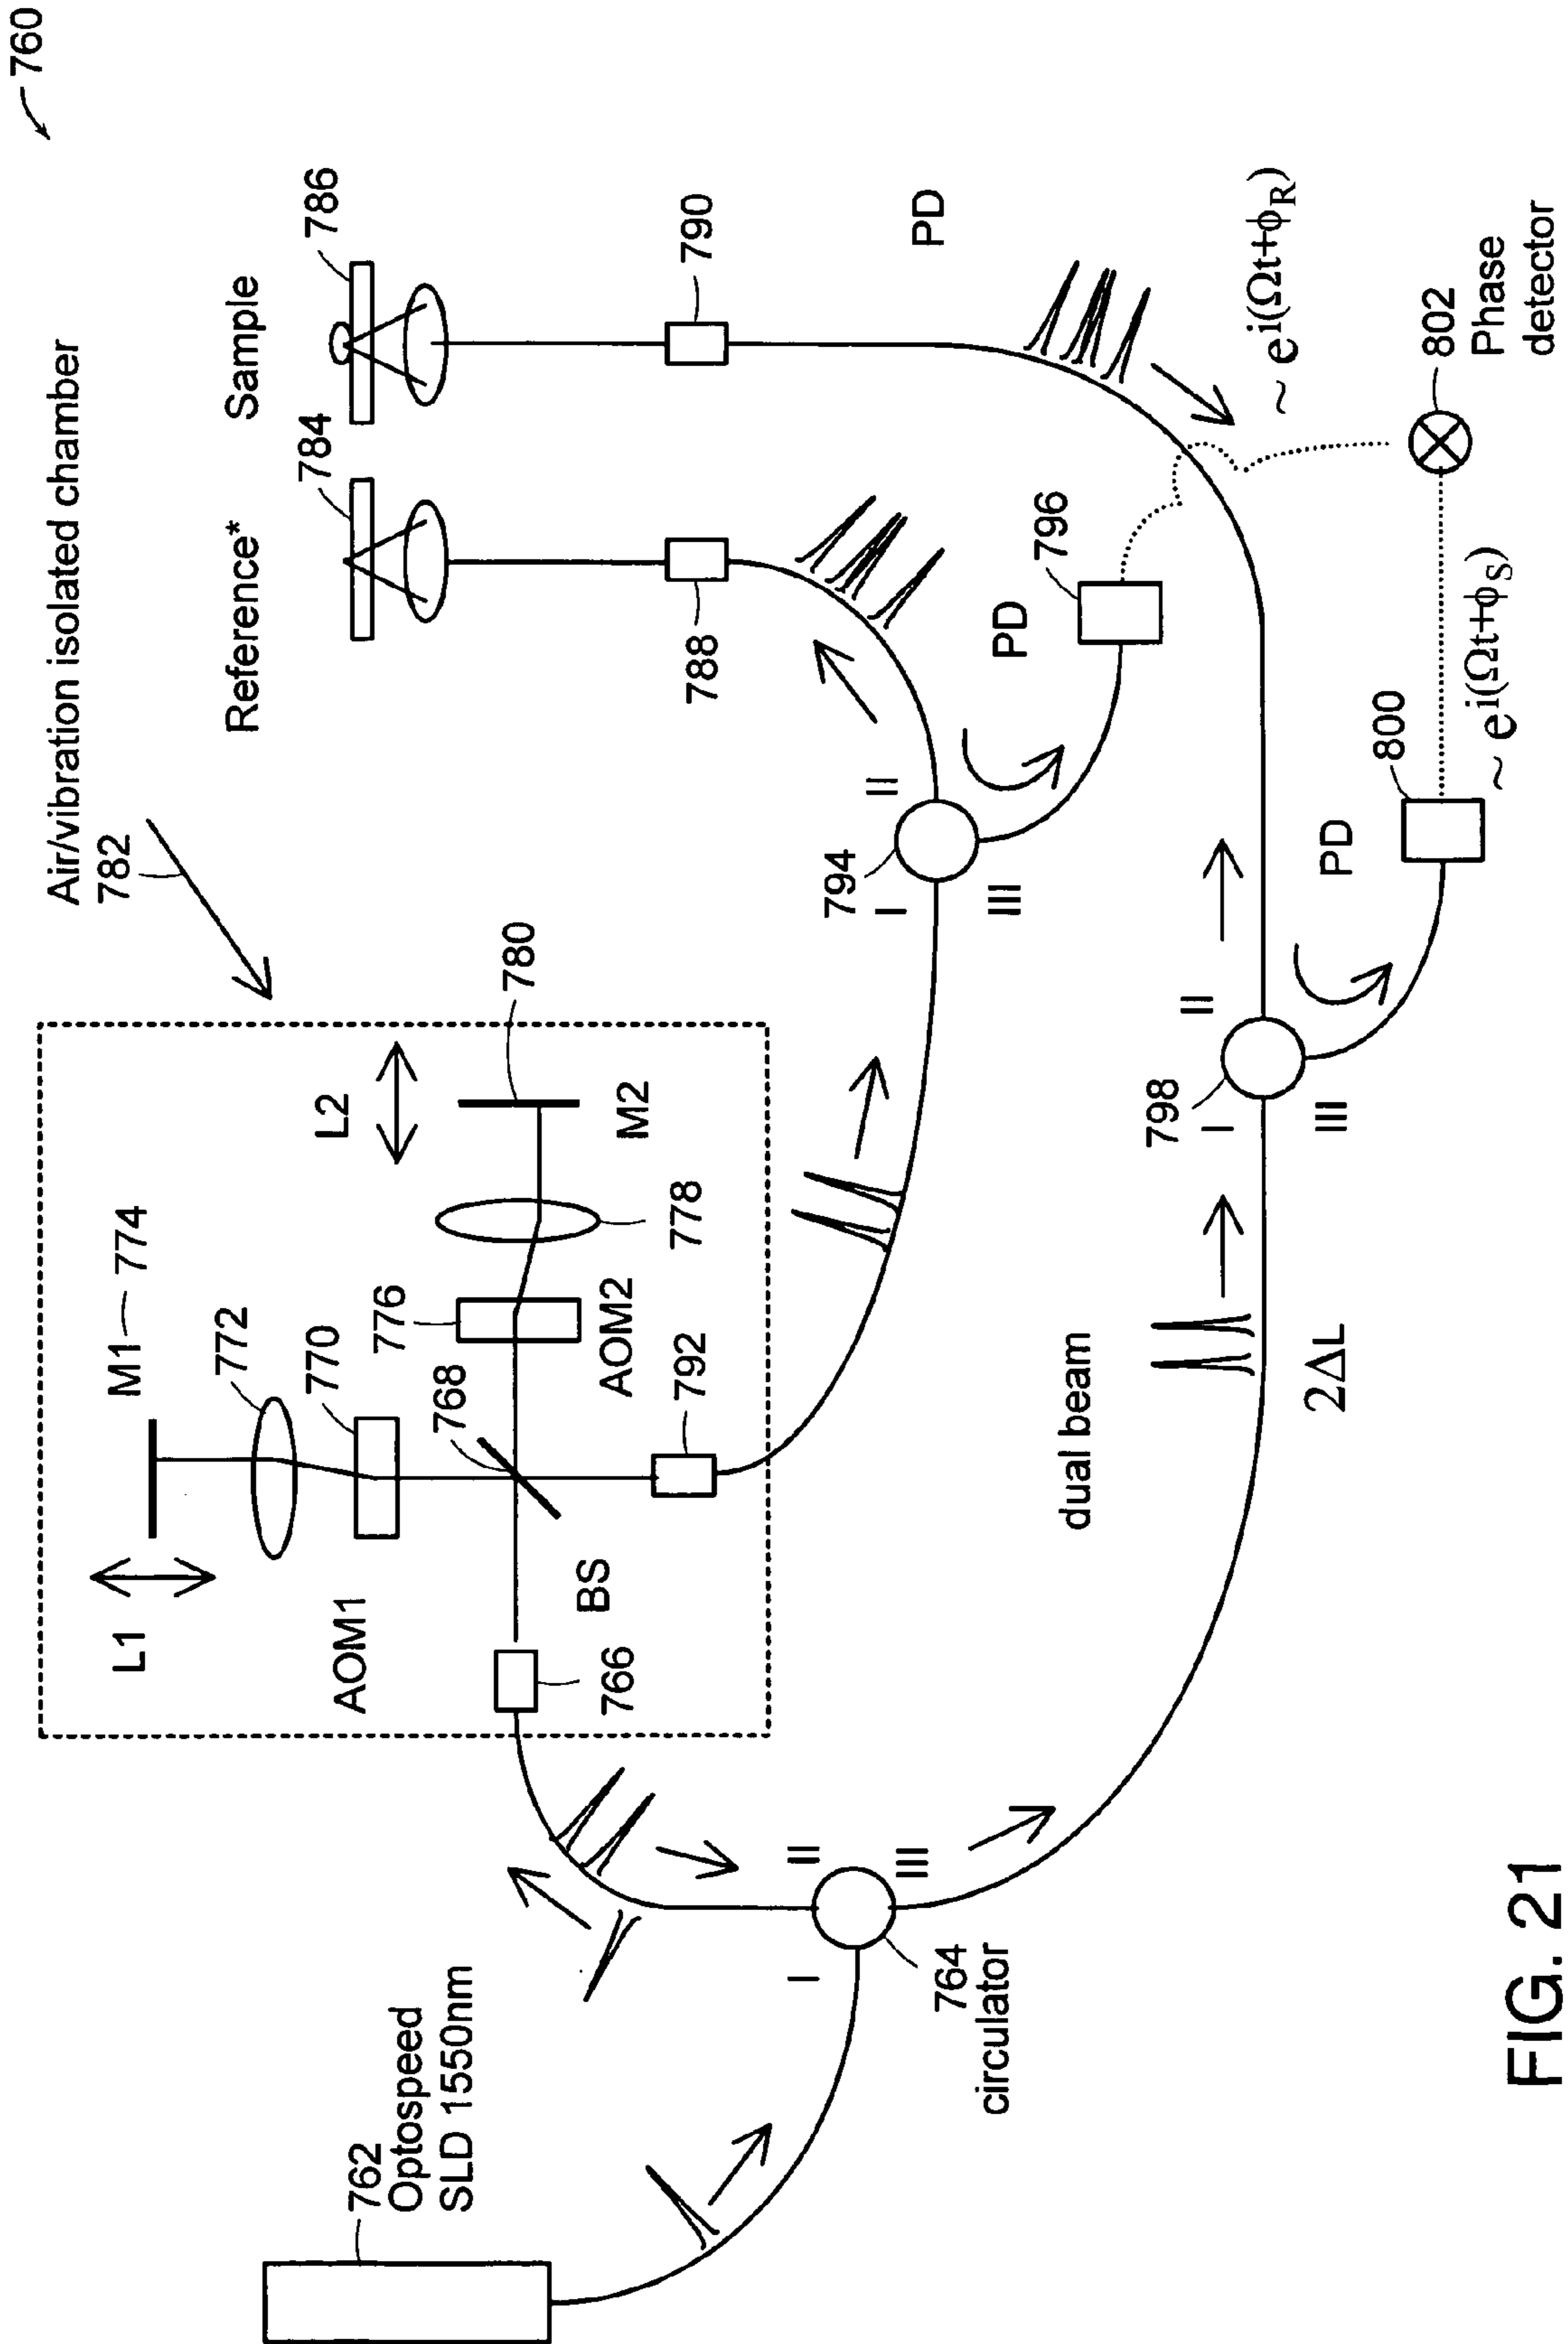 760
Air/vibration isolated chamber
782
Reference*
Sample
784
786
788
790
L1
M1 774
772
770
AOM1
L2
780
M2
778
776
AOM2
768
BS
766
792
762
Optospeed
SLD 1550nm
I
II
III
764
circulator
dual beam
2ΔL
794
I
II
III
PD
796
PD
798
I
II
III
PD
800
~ e^i(Ωt+ϕS)
~ e^i(Ωt+ϕR)
802
Phase
detector
FIG. 21